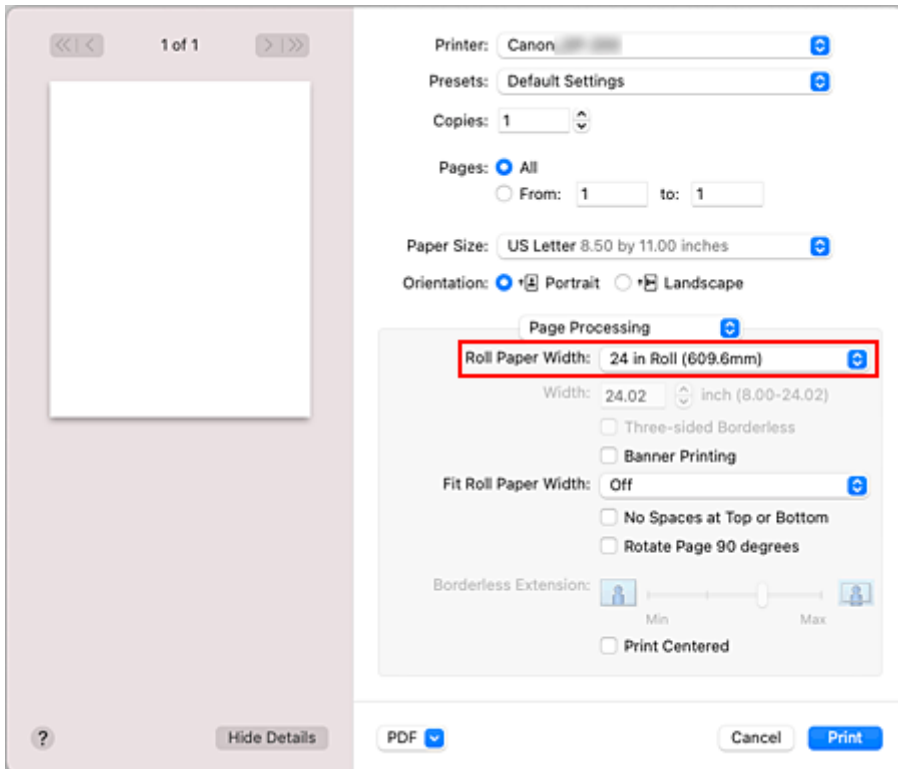 1 of 1
Printer: Canon
Presets: Default Settings
Copies: 1
Pages: All
From: 1 to: 1
Paper Size: US Letter 8.50 by 11.00 inches
Orientation: Portrait Landscape
Page Processing
Roll Paper Width: 24 in Roll (609.6mm)
Width: 24.02 inch (8.00-24.02)
Three-sided Borderless
Banner Printing
Fit Roll Paper Width: Off
No Spaces at Top or Bottom
Rotate Page 90 degrees
Borderless Extension:
Min Max
Print Centered
? Hide Details PDF Cancel Print